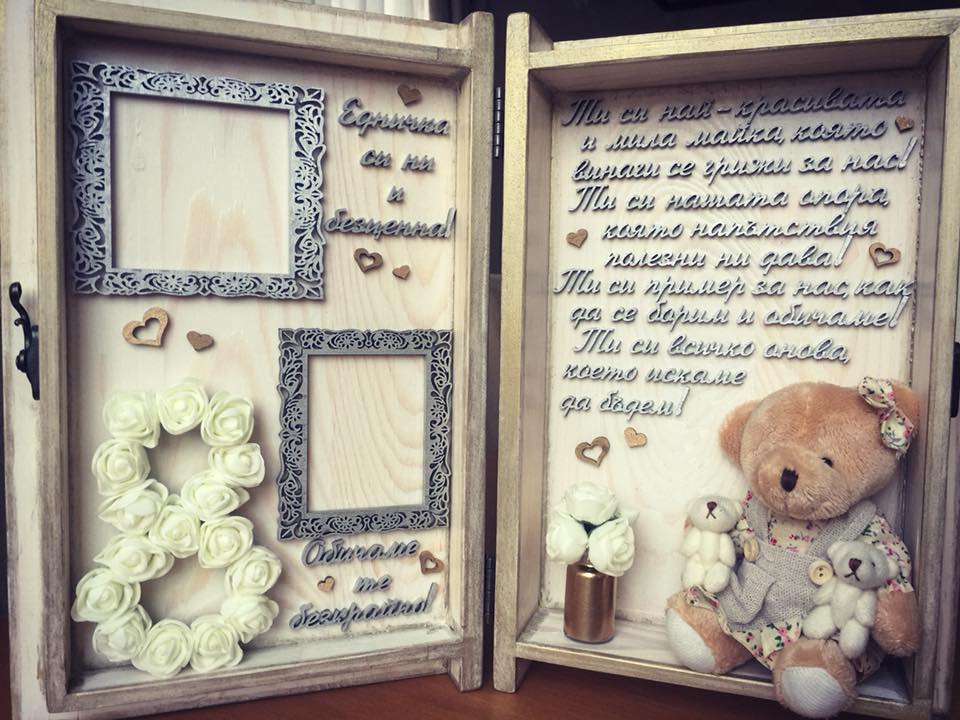 Единична
си ни
и
безценна!
Обичаме
те
безкрайно!
Ти си най-красивата
и мила майка, която
винаги се грижи за нас!
Ти си нашата опора,
която напътствия
полезни ни дава!
Ти си пример за нас, как
да се борим и обичаме!
Ти си всичко онова,
което искаме
да бъдем!
8